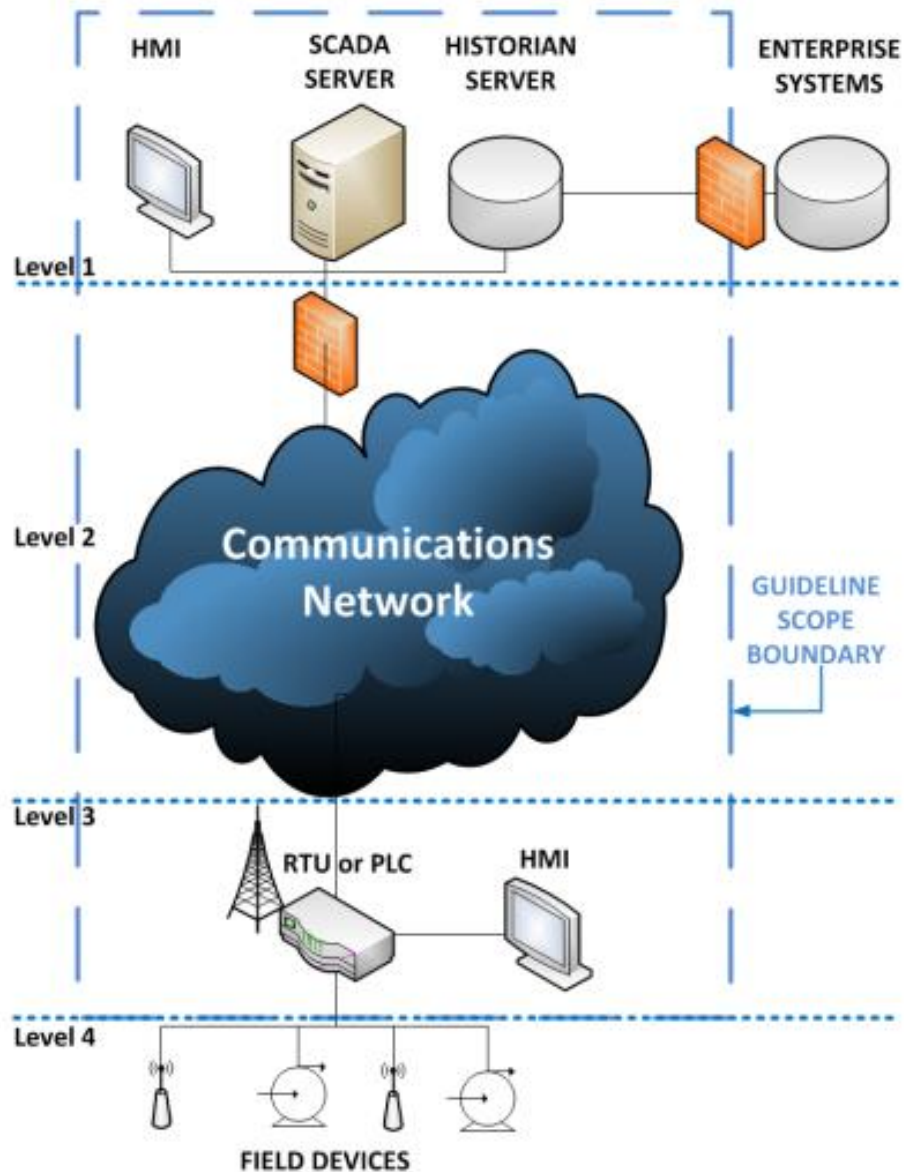 HMI
SCADA
SERVER
HISTORIAN
SERVER
ENTERPRISE
SYSTEMS
Level 1
Level 2
Communications
Network
GUIDELINE
SCOPE
BOUNDARY
Level 3
RTU or PLC
HMI
Level 4
FIELD DEVICES